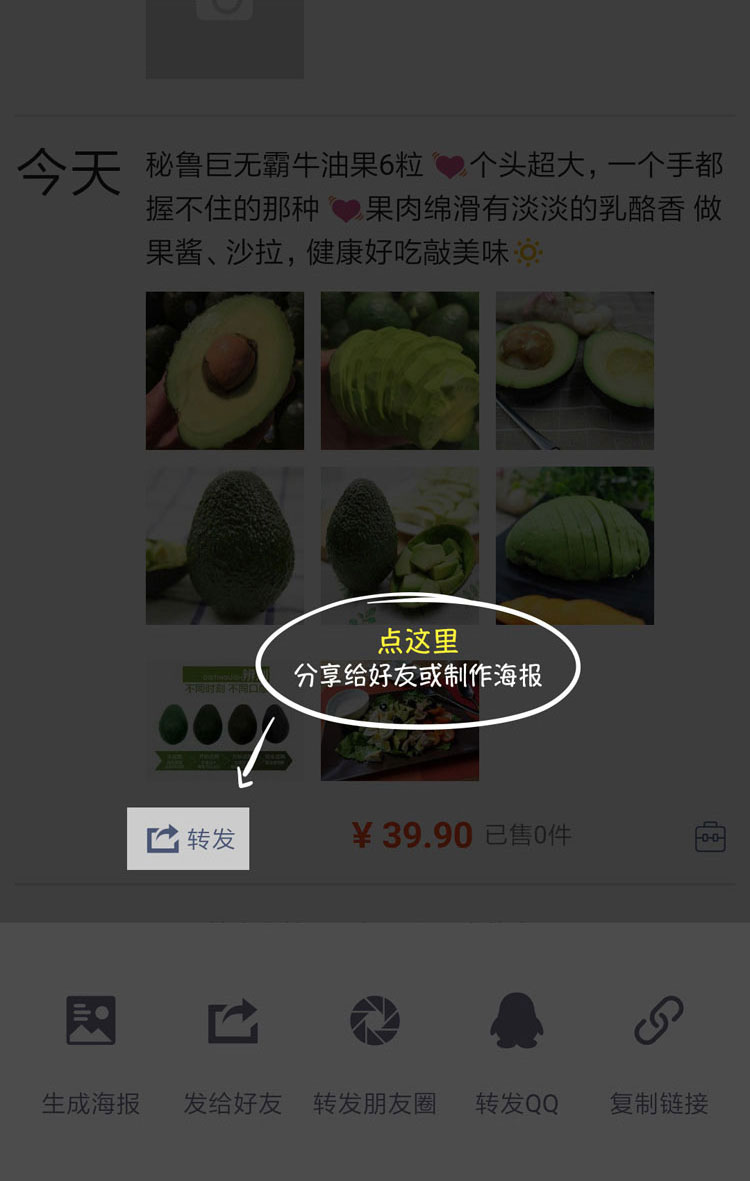 今天
秘鲁巨无霸牛油果6粒 💓个头超大，一个手都
握不住的那种 💓果肉绵滑有淡淡的乳酪香 做
果酱、沙拉，健康好吃敲美味🔆
不同时刻 不同口
点这里
分享给好友或制作海报
转发
¥ 39.90 已售0件
生成海报 发给好友 转发朋友圈 转发QQ 复制链接